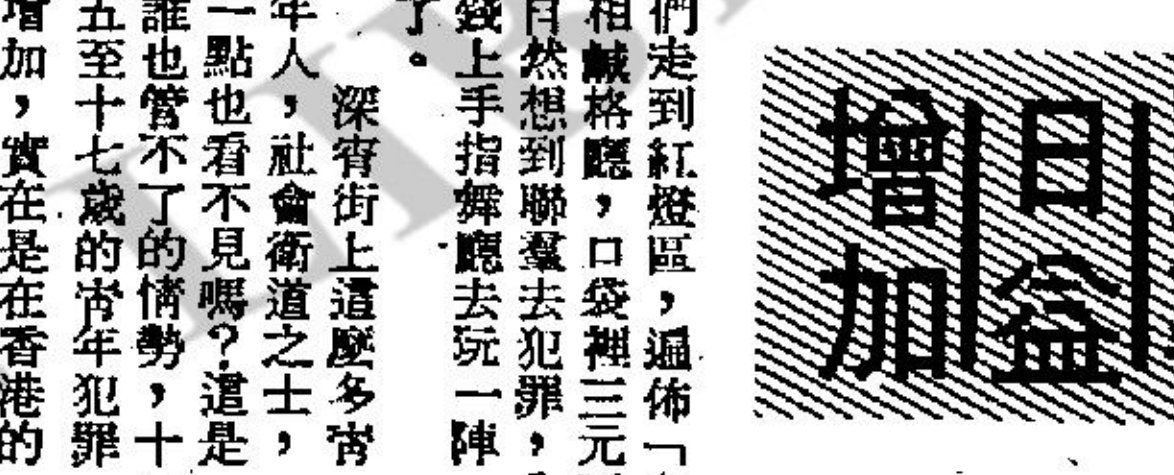 日益
增加
們走到紅燈區,遍佈「
相鹹格廳,口袋裡三元
自然想到聯羣去犯罪,
錢上手指舞廳去玩一陣
了。
深宵街上這麼多青
年人,社會衛道之士,
一點也看不見嗎?這是
誰也管不了的情勢,十
五至十七歲的青年犯罪
增加,實在是在香港的